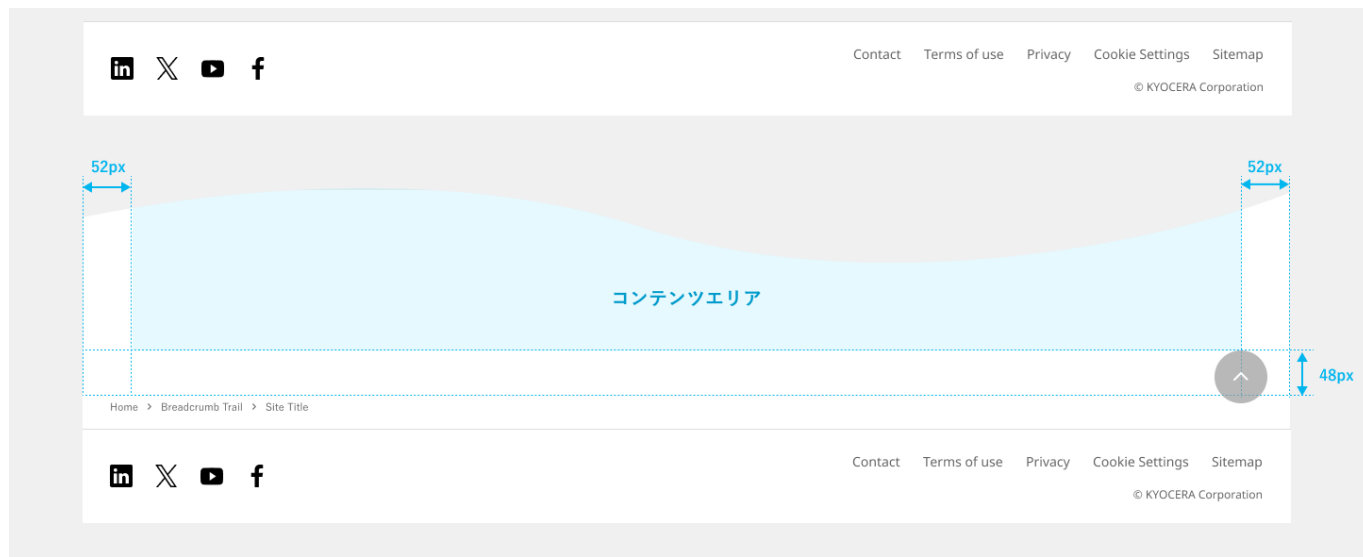 Contact Terms of use Privacy Cookie Settings Sitemap
© KYOCERA Corporation
52px 52px
コンテンツエリア
48px
Home > Breadcrumb Trail > Site Title
Contact Terms of use Privacy Cookie Settings Sitemap
© KYOCERA Corporation